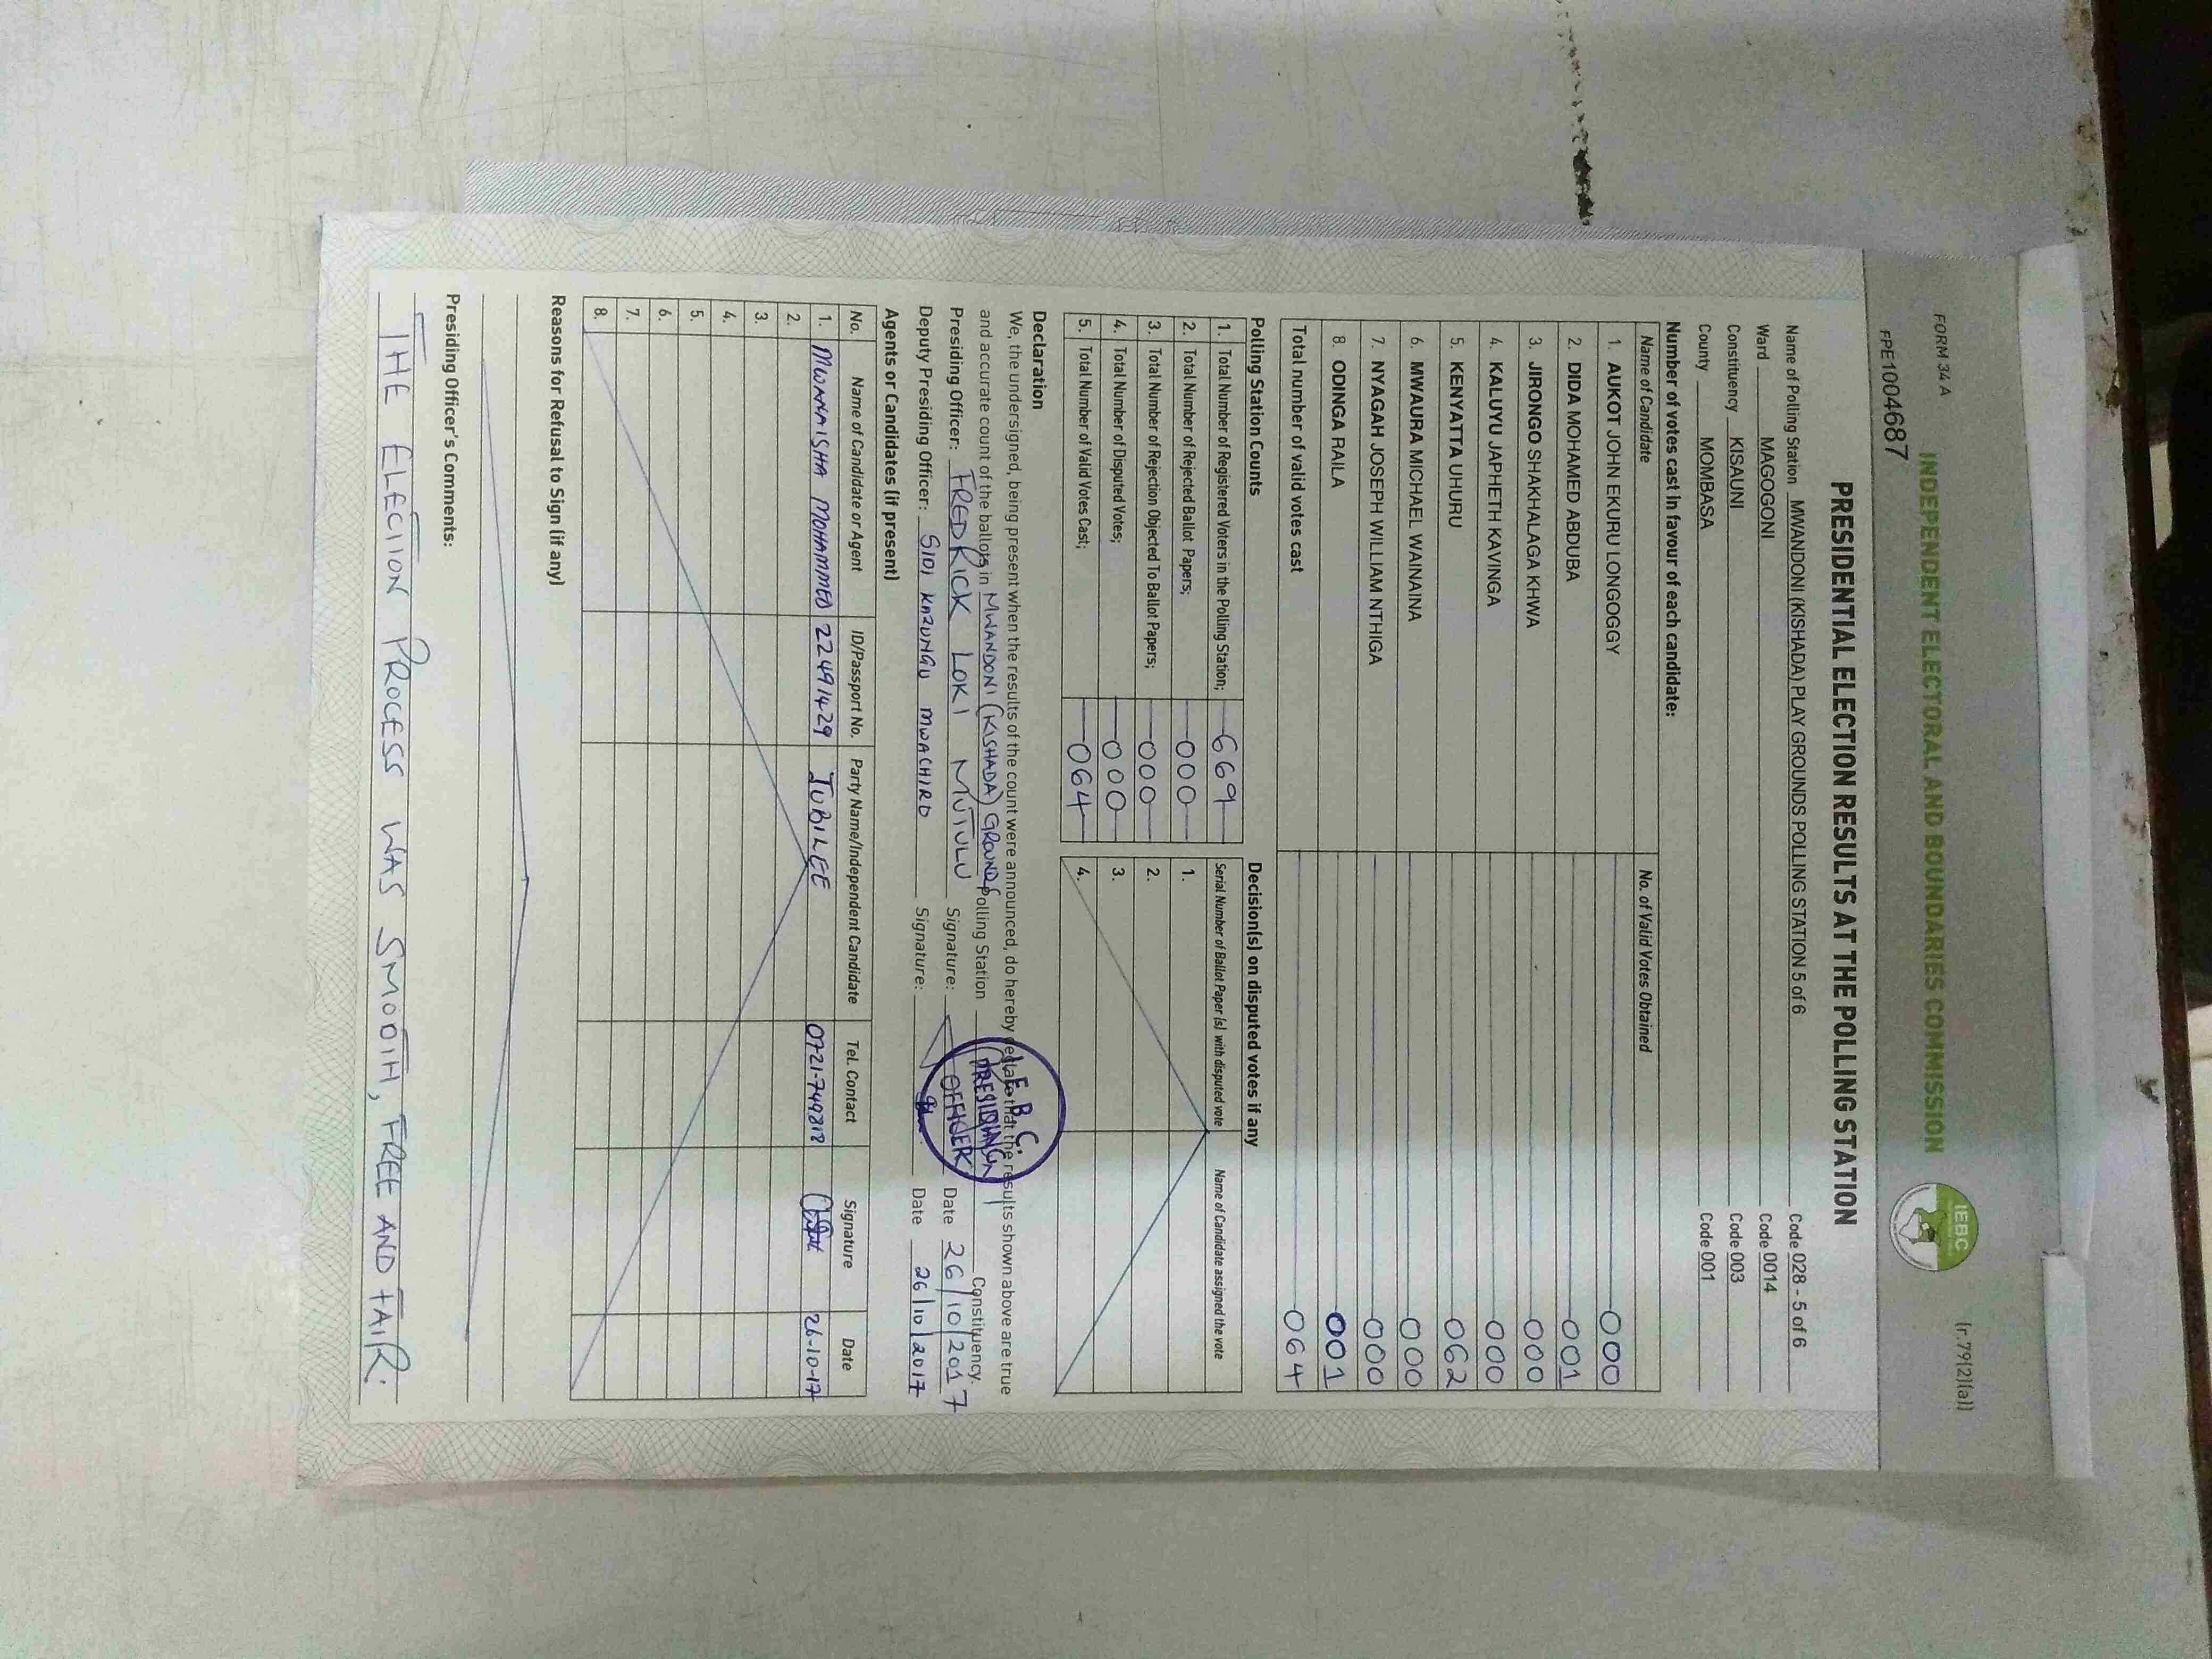 FORM 34 A
(r.79(2)(a))
INDEPENDENT ELECTORAL AND BOUNDARIES COMMISSION
IEBC
PRE1004687
PRESIDENTIAL ELECTION RESULTS AT THE POLLING STATION
Name of Polling Station MWANDONI (KISHADA) PLAY GROUNDS POLLING STATION 5 of 6 Code 028 - 5 of 6
Ward MAGOGONI Code 0014
Constituency KISAUNI Code 003
County MOMBASA Code 001
Number of votes cast in favour of each candidate:
Name of Candidate No. of Valid Votes Obtained
1. AUKOT JOHN EKURU LONGOGGY 000
2. DIDA MOHAMED ABDUBA 001
3. JIRONGO SHAKHALAGA KHWA 000
4. KALUYU JAPHETH KAVINGA 000
5. KENYATTA UHURU 062
6. MWAURA MICHAEL WAINAINA 000
7. NYAGAH JOSEPH WILLIAM NTHIGA 000
8. ODINGA RAILA 001
Total number of valid votes cast 064
Polling Station Counts
1. Total Number of Registered Voters in the Polling Station; 669
2. Total Number of Rejected Ballot Papers; 000
3. Total Number of Rejection Objected To Ballot Papers; 000
4. Total Number of Disputed Votes; 000
5. Total Number of Valid Votes Cast; 064
Decision(s) on disputed votes if any
Serial Number of Ballot Paper (s) with disputed vote Name of Candidate assigned the vote
1.
2.
3.
4.
Declaration
We, the undersigned, being present when the results of the count were announced, do hereby declare that the results shown above are true
and accurate count of the ballots in MWANDONI (KISHADA) GROUNDS Polling Station Constituency.
Presiding Officer: FREDRICK LOKI MUTULU Signature: Date 26/10/2017
Deputy Presiding Officer: SIDI KAZUNGU MWACHIRO Signature: Date 26/10/2017
E. B. C.
PRESIDING
OFFICER
Agents or Candidates (if present)
No. Name of Candidate or Agent ID/Passport No. Party Name/Independent Candidate Tel. Contact Signature Date
1. MWANAISHA MOHAMMED 22491429 JUBILEE 0721-749818 26-10-17
2.
3.
4.
5.
6.
7.
8.
Reasons for Refusal to Sign (if any)
Presiding Officer's Comments:
THE ELECTION PROCESS WAS SMOOTH, FREE AND FAIR.